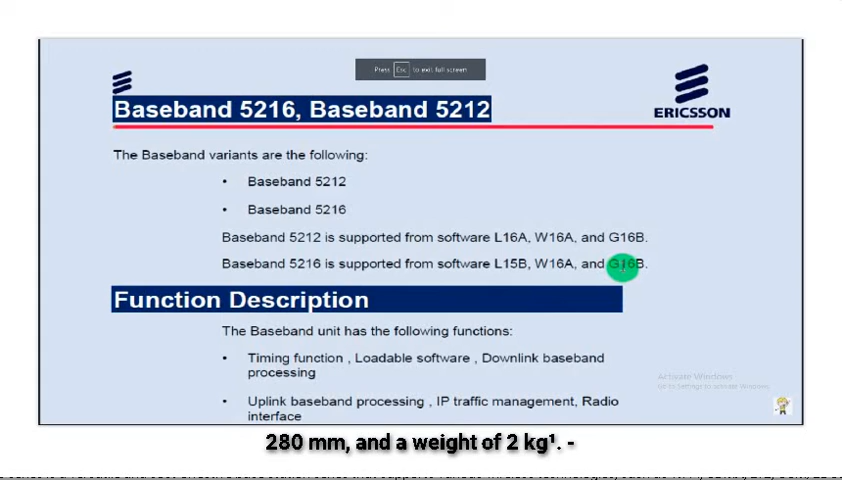 Press Esc to exit full screen
Baseband 5216, Baseband 5212
ERICSSON
The Baseband variants are the following:
• Baseband 5212
• Baseband 5216
Baseband 5212 is supported from software L16A, W16A, and G16B.
Baseband 5216 is supported from software L15B, W16A, and G16B.
Function Description
The Baseband unit has the following functions:
• Timing function , Loadable software , Downlink baseband
processing
Activate Windows
Go to Settings to activate Windows.
• Uplink baseband processing , IP traffic management, Radio
interface
280 mm, and a weight of 2 kg¹. -